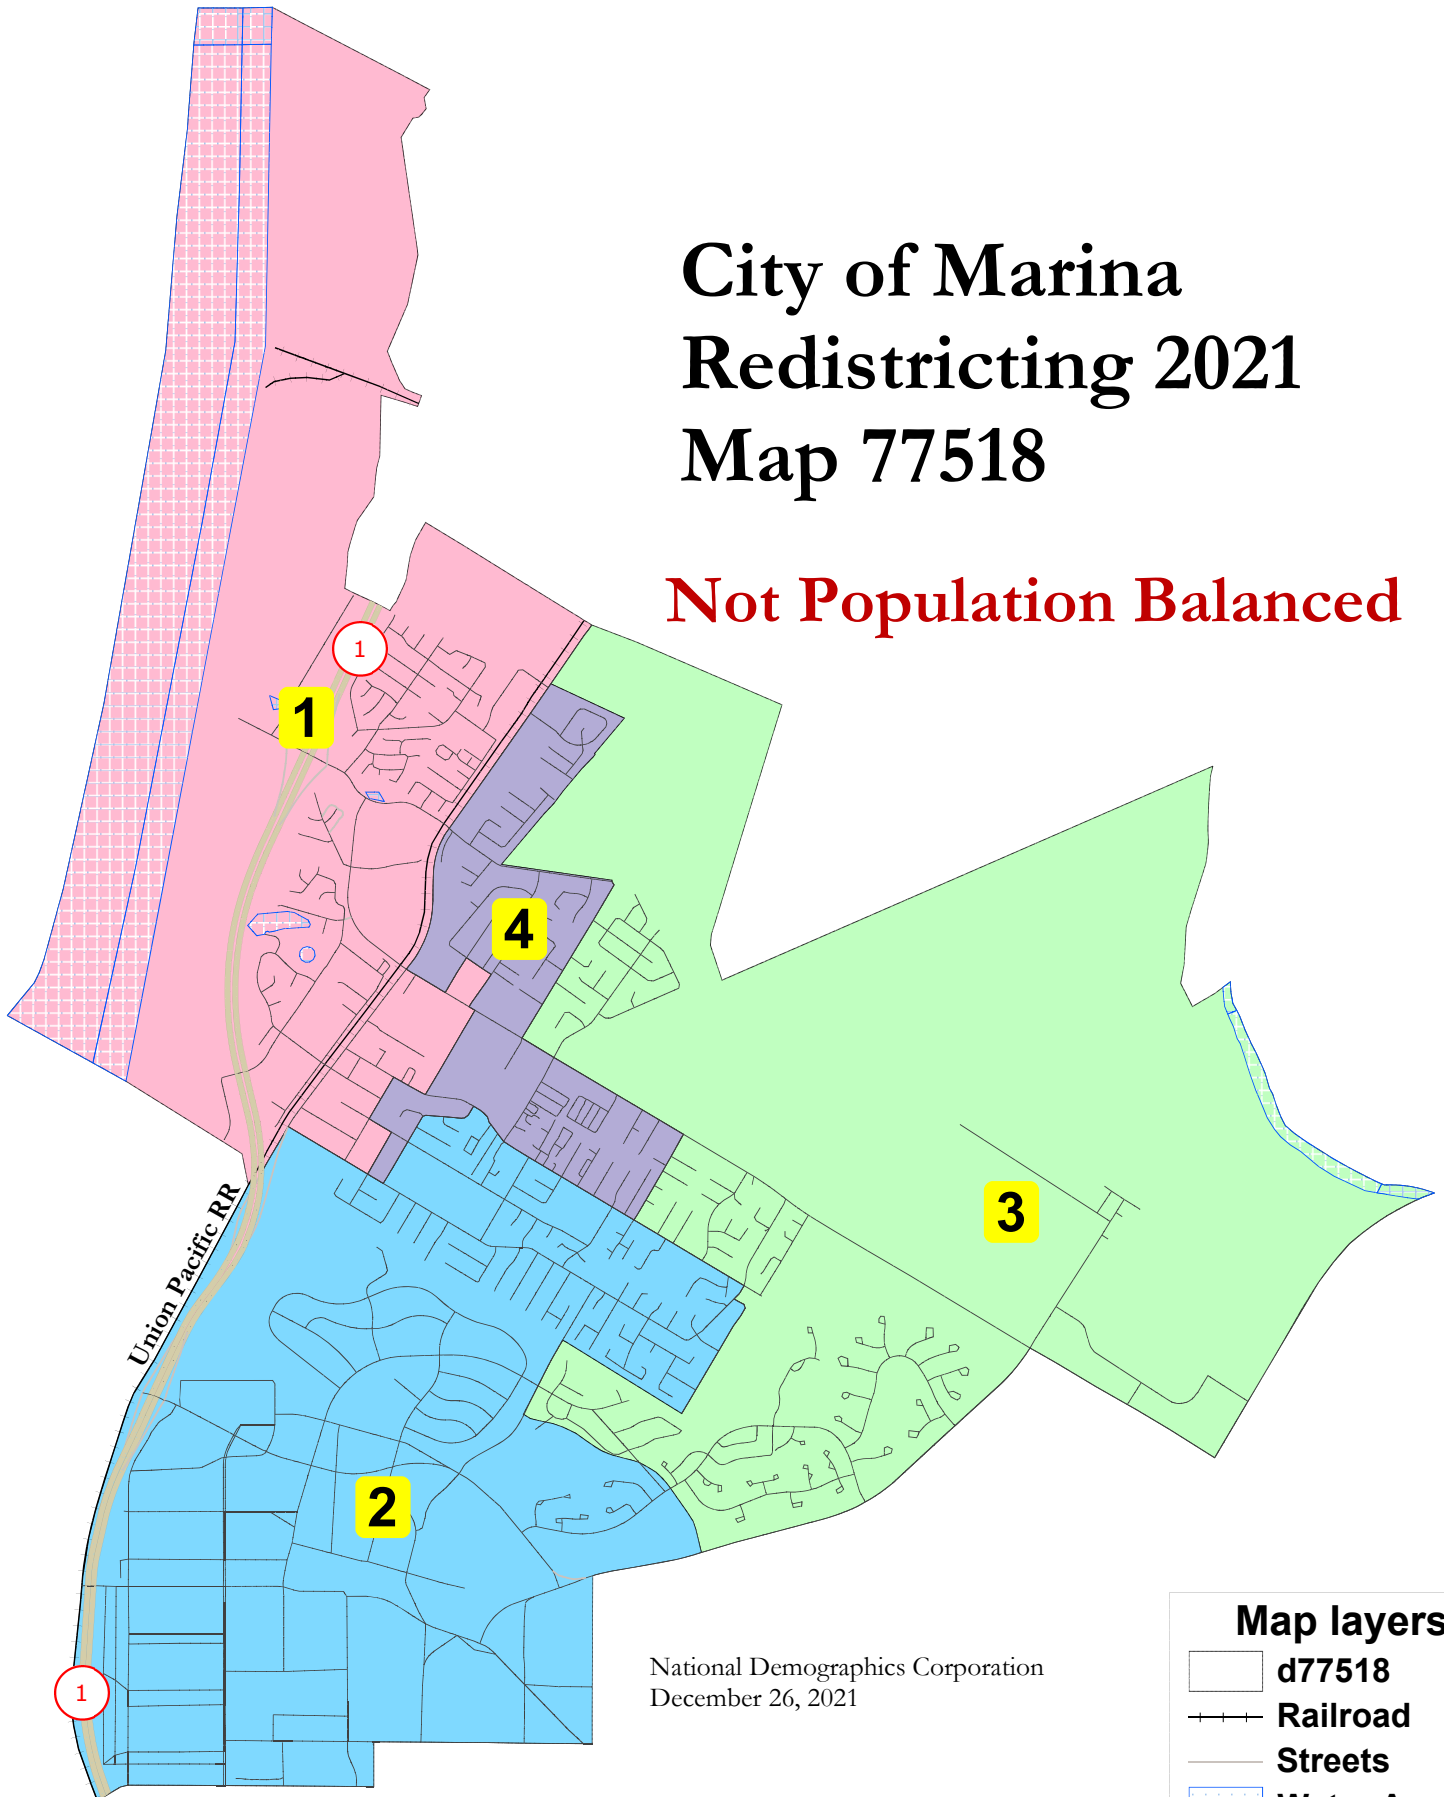 City of Marina
Redistricting 2021
Map 77518
Not Population Balanced
1
1
4
3
Union Pacific RR
2
1
National Demographics Corporation
December 26, 2021
Map layers
d77518
Railroad
Streets